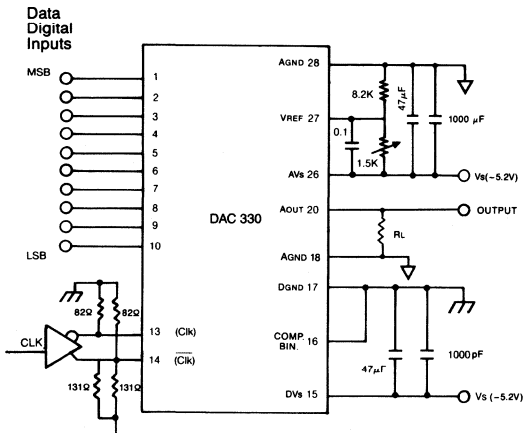 Data
Digital
Inputs
MSB
1
2
3
4
5
6
7
8
9
10
LSB
DAC 330
82Ω
82Ω
CLK
13 (Clk)
14 (Clk)
131Ω
131Ω
AGND 28
8.2K
47μF
1000 μF
VREF 27
0.1
1.5K
AVs 26
Vs(-5.2V)
AOUT 20
OUTPUT
RL
AGND 18
DGND 17
COMP.
BIN. 16
47μF
1000pF
DVs 15
Vs (-5.2V)